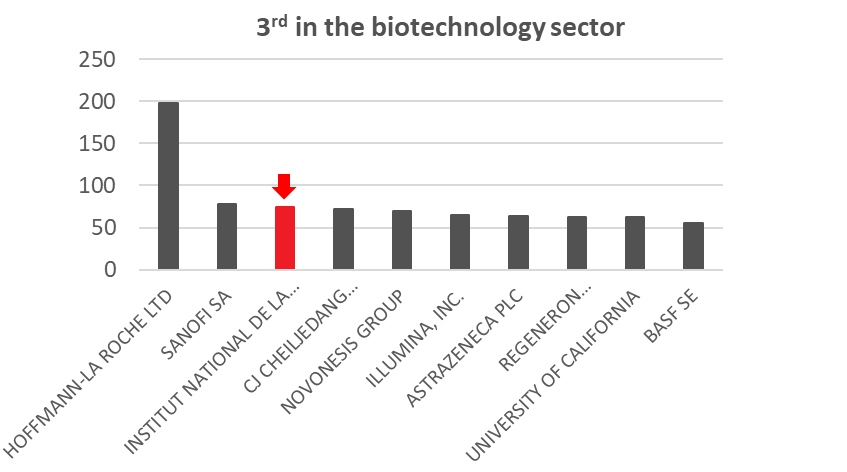 3rd in the biotechnology sector
250
200
150
100
50
0
HOFFMANN-LA ROCHE LTD
SANOFI SA
INSTITUT NATIONAL DE LA...
CJ CHEILJEDANG...
NOVONESIS GROUP
ILLUMINA, INC.
ASTRAZENECA PLC
REGENERON...
UNIVERSITY OF CALIFORNIA
BASF SE